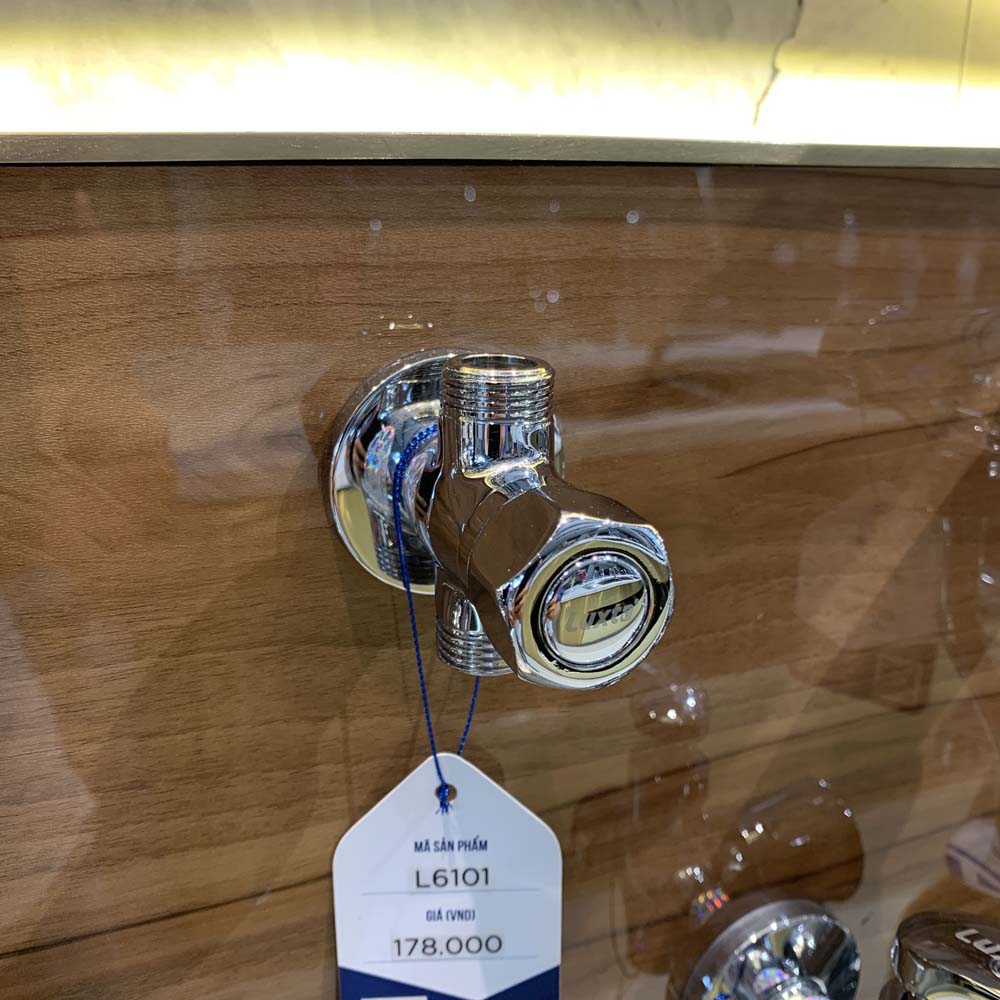 Luxta
MÃ SẢN PHẨM
L6101
GIÁ (VND)
178.000